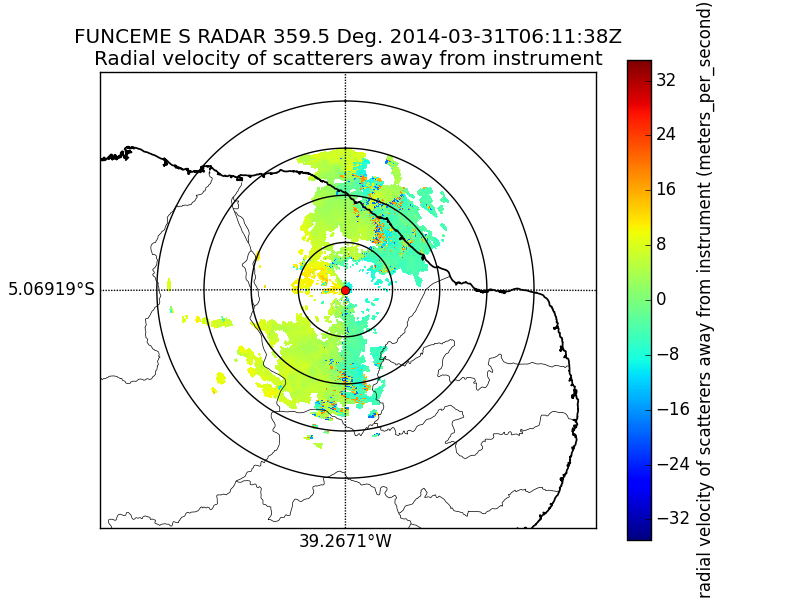 FUNCEME S RADAR 359.5 Deg. 2014-03-31T06:11:38Z
Radial velocity of scatterers away from instrument
5.06919°S
39.2671°W
32
24
16
8
0
−8
−16
−24
−32
radial velocity of scatterers away from instrument (meters_per_second)